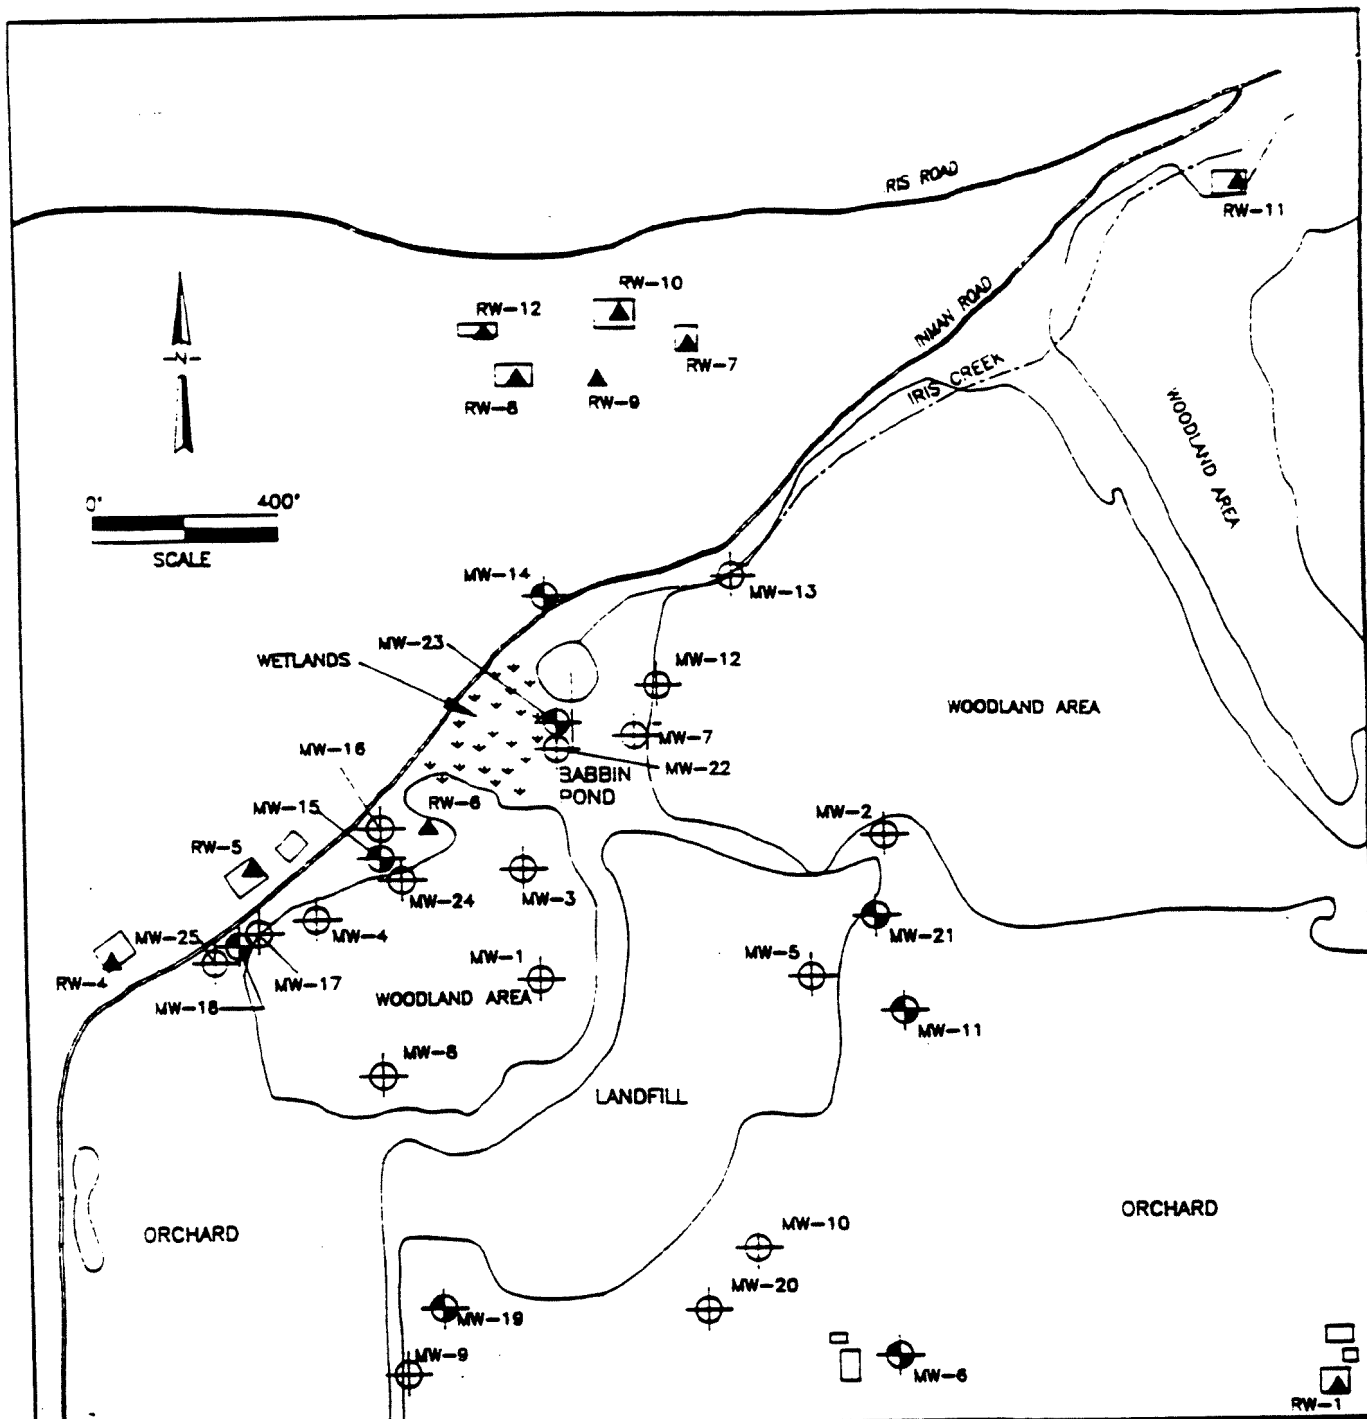 RIS ROAD
RW-11
RW-10
RW-12
INMAN ROAD
-N-
RW-7
IRIS CREEK
RW-8
RW-9
WOODLAND AREA
0'
400'
SCALE
MW-14
MW-13
MW-23
WETLANDS
MW-12
WOODLAND AREA
MW-16
MW-7
MW-22
BABBIN
POND
MW-15
RW-6
MW-2
RW-5
MW-24
MW-3
MW-4
MW-21
MW-25
MW-1
MW-5
RW-4
MW-17
WOODLAND AREA
MW-18
MW-11
MW-8
LANDFILL
ORCHARD
ORCHARD
MW-10
MW-20
MW-19
MW-9
MW-6
RW-1